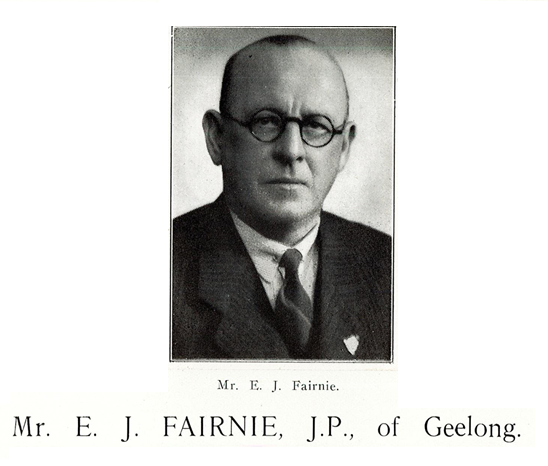 Mr. E. J. Fairnie.
Mr. E. J. FAIRNIE, J.P., of Geelong.